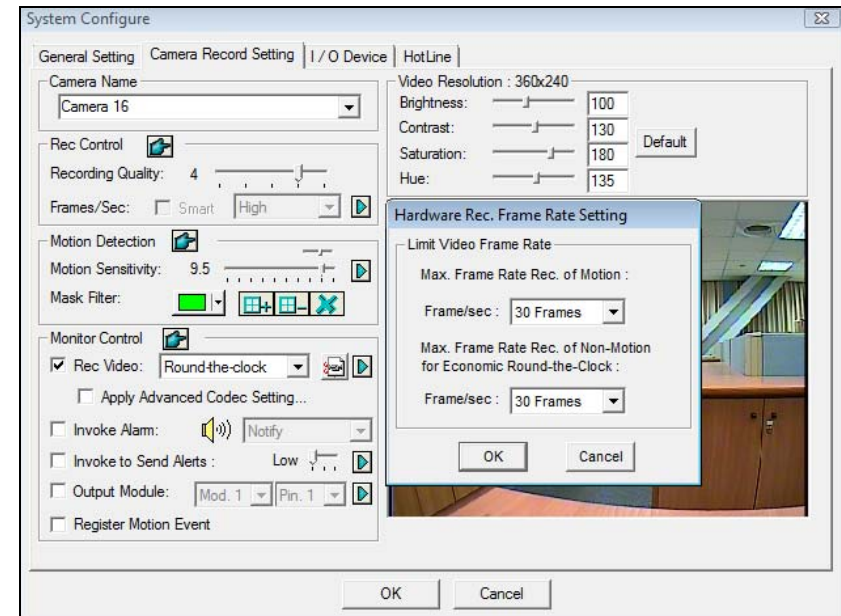 System Configure
General Setting
Camera Record Setting
I / O Device
HotLine
Camera Name
Camera 16
Rec Control
Recording Quality: 4
Frames/Sec: Smart High
Motion Detection
Motion Sensitivity: 9.5
Mask Filter:
Monitor Control
Rec Video: Round-the-clock
Apply Advanced Codec Setting...
Invoke Alarm: Notify
Invoke to Send Alerts : Low
Output Module: Mod. 1 Pin. 1
Register Motion Event
Video Resolution : 360x240
Brightness: 100
Contrast: 130
Saturation: 180
Hue: 135
Default
Hardware Rec. Frame Rate Setting
Limit Video Frame Rate
Max. Frame Rate Rec. of Motion :
Frame/sec : 30 Frames
Max. Frame Rate Rec. of Non-Motion
for Economic Round-the-Clock :
Frame/sec : 30 Frames
OK Cancel
OK Cancel